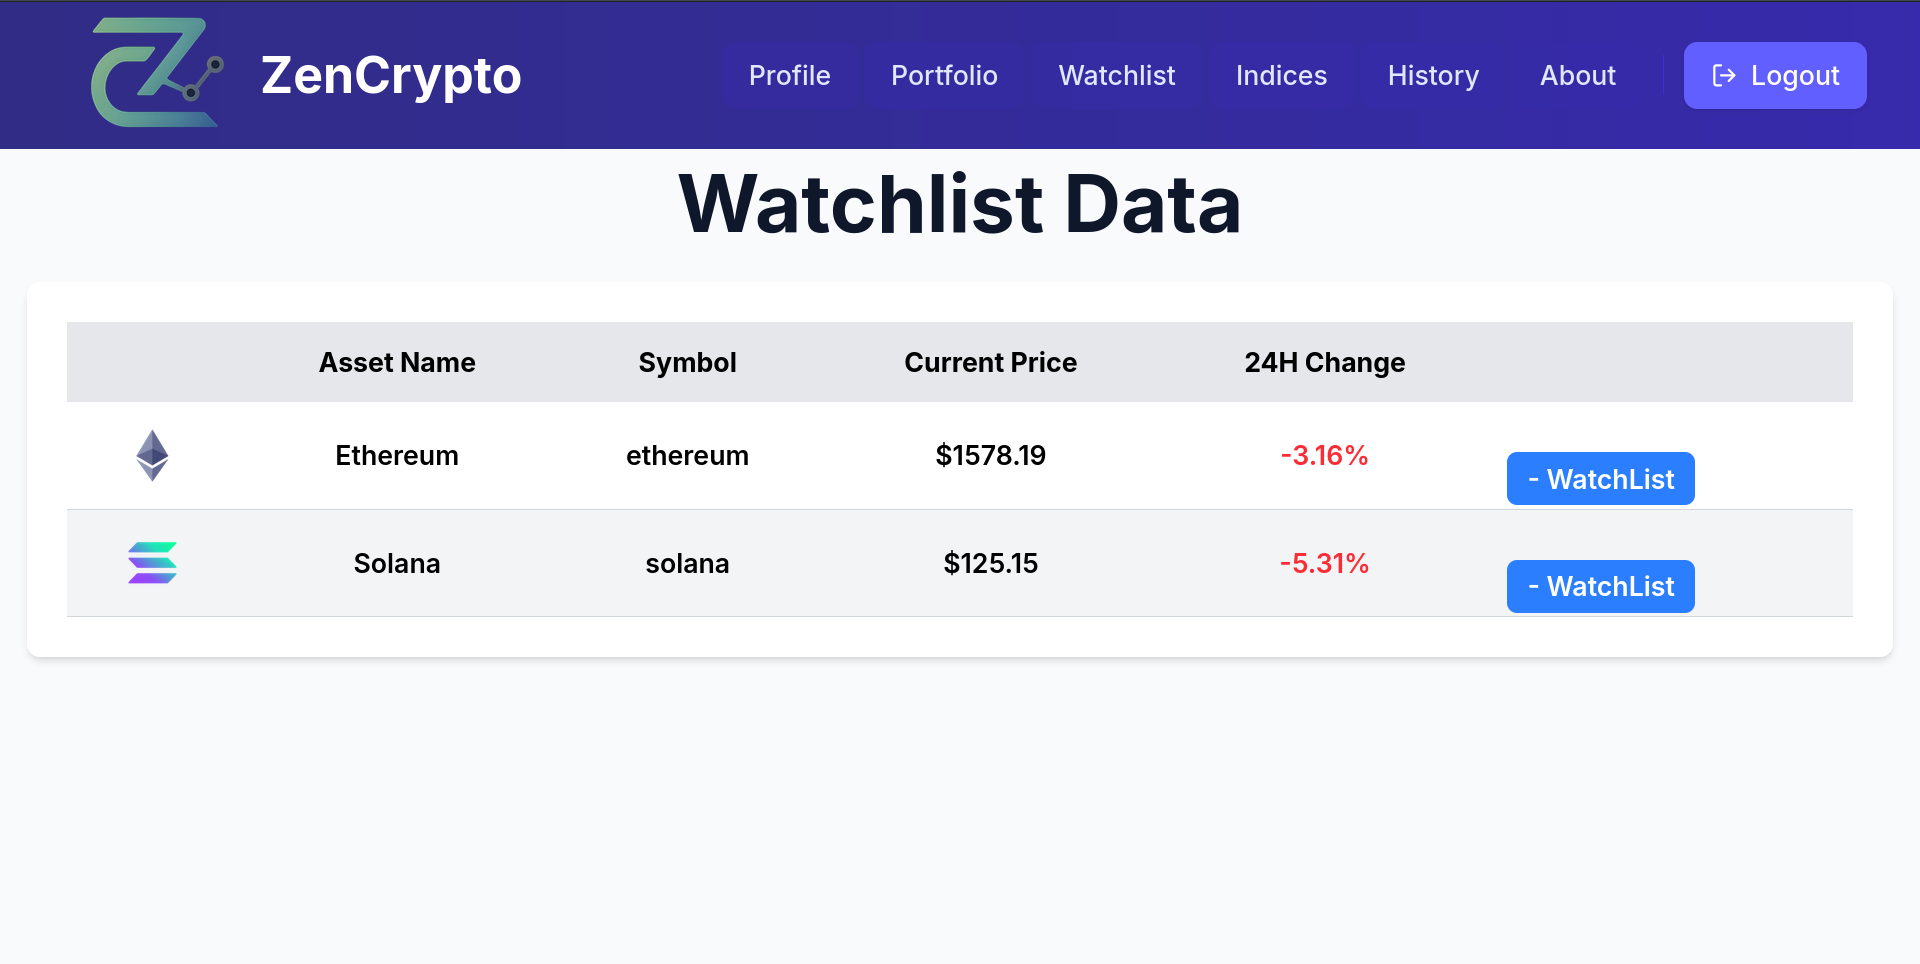 ZenCrypto Profile Portfolio Watchlist Indices History About Logout
Watchlist Data
Asset Name Symbol Current Price 24H Change
Ethereum ethereum $1578.19 -3.16% - WatchList
Solana solana $125.15 -5.31% - WatchList